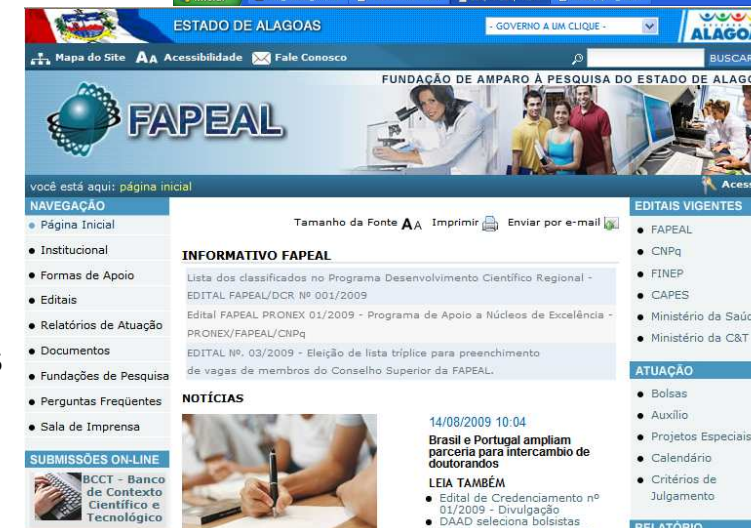 ESTADO DE ALAGOAS
- GOVERNO A UM CLIQUE -
ALAGOA
Mapa do Site AA Acessibilidade Fale Conosco
BUSCAR
FUNDAÇÃO DE AMPARO À PESQUISA DO ESTADO DE ALAGO
FAPEAL
você está aqui: página inicial
Acess
NAVEGAÇÃO
Página Inicial
Institucional
Formas de Apoio
Editais
Relatórios de Atuação
Documentos
Fundações de Pesquisa
Perguntas Freqüentes
Sala de Imprensa
SUBMISSÕES ON-LINE
BCCT - Banco
de Contexto
Científico e
Tecnológico
Tamanho da Fonte AA Imprimir Enviar por e-mail
INFORMATIVO FAPEAL
Lista dos classificados no Programa Desenvolvimento Científico Regional -
EDITAL FAPEAL/DCR Nº 001/2009
Edital FAPEAL PRONEX 01/2009 - Programa de Apoio a Núcleos de Excelência -
PRONEX/FAPEAL/CNPq
EDITAL Nº. 03/2009 - Eleição de lista tríplice para preenchimento
de vagas de membros do Conselho Superior da FAPEAL.
NOTÍCIAS
14/08/2009 10:04
Brasil e Portugal ampliam
parceria para intercambio de
doutorandos
LEIA TAMBÉM
Edital de Credenciamento nº
01/2009 - Divulgação
DAAD seleciona bolsistas
EDITAIS VIGENTES
FAPEAL
CNPq
FINEP
CAPES
Ministério da Saúd
Ministério da C&T
ATUAÇÃO
Bolsas
Auxílio
Projetos Especiais
Calendário
Critérios de
Julgamento
RELATÓRIO